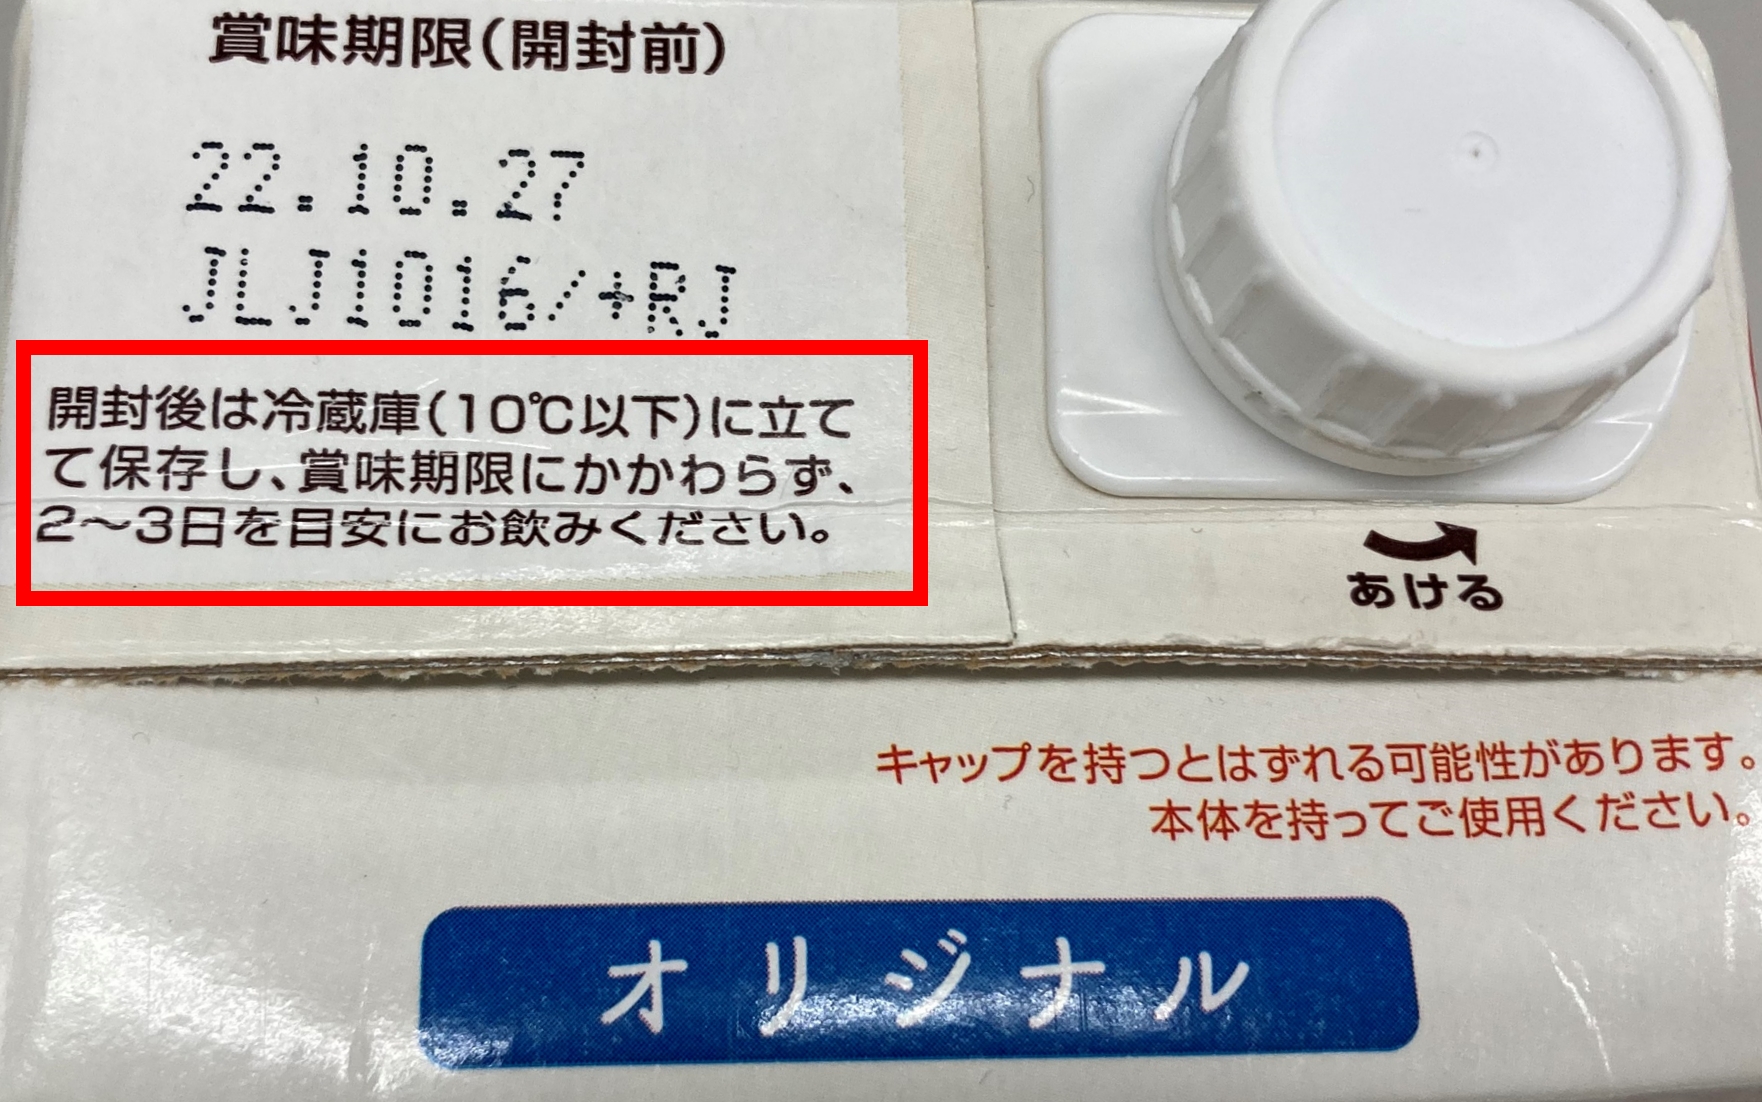 賞味期限(開封前)
22.10.27
JLJ1016/+RJ
開封後は冷蔵庫(10℃以下)に立て
て保存し、賞味期限にかかわらず、
2〜3日を目安にお飲みください。
あける
キャップを持つとはずれる可能性があります。
本体を持ってご使用ください。
オリジナル